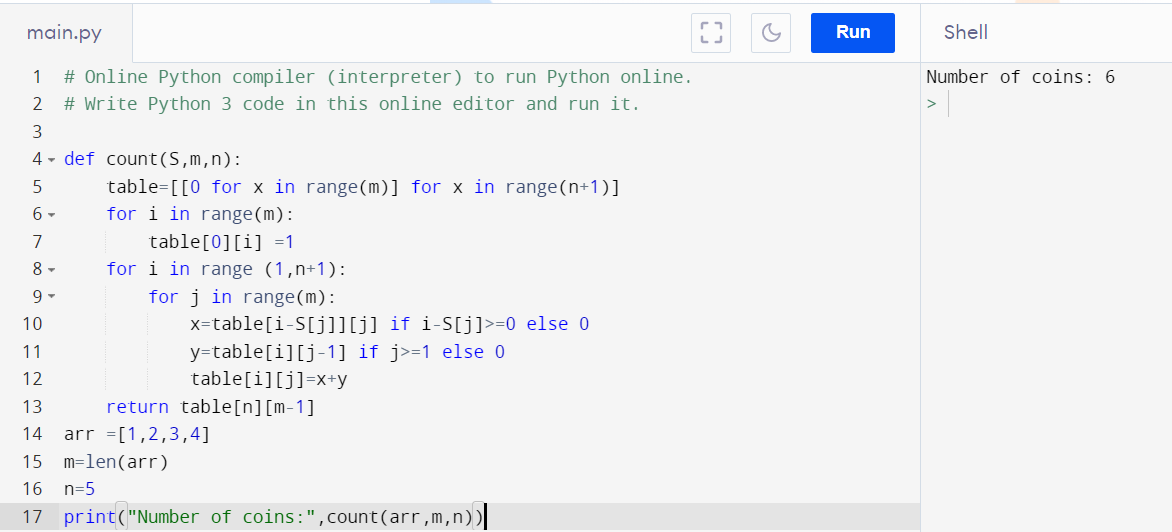 main.py
Run
Shell
1 # Online Python compiler (interpreter) to run Python online.
2 # Write Python 3 code in this online editor and run it.
3
4 def count(S,m,n):
5     table=[[0 for x in range(m)] for x in range(n+1)]
6     for i in range(m):
7         table[0][i] =1
8     for i in range (1,n+1):
9         for j in range(m):
10             x=table[i-S[j]][j] if i-S[j]>=0 else 0
11             y=table[i][j-1] if j>=1 else 0
12             table[i][j]=x+y
13     return table[n][m-1]
14 arr =[1,2,3,4]
15 m=len(arr)
16 n=5
17 print("Number of coins:",count(arr,m,n))
Number of coins: 6
>